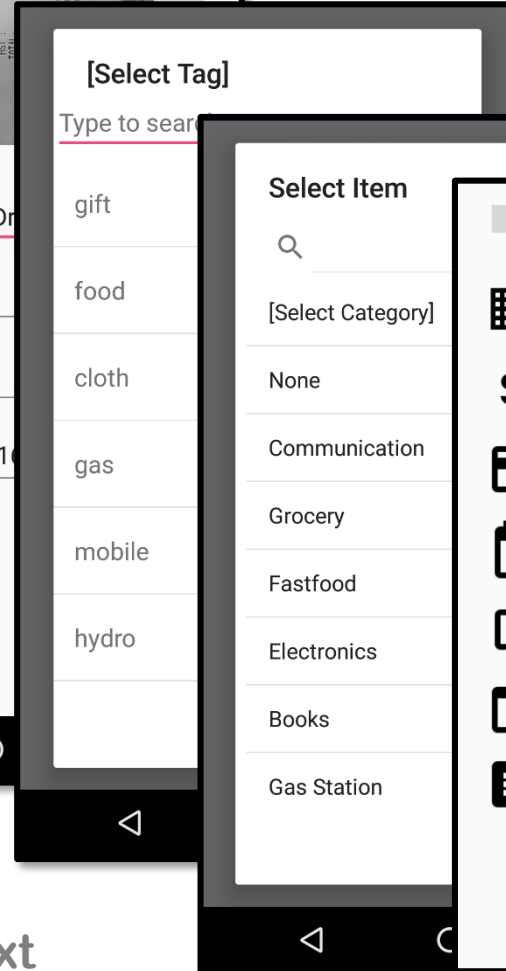 [Select Tag]
Type to sear
gift
food
cloth
gas
mobile
hydro
Select Item
[Select Category]
None
Communication
Grocery
Fastfood
Electronics
Books
Gas Station
xt